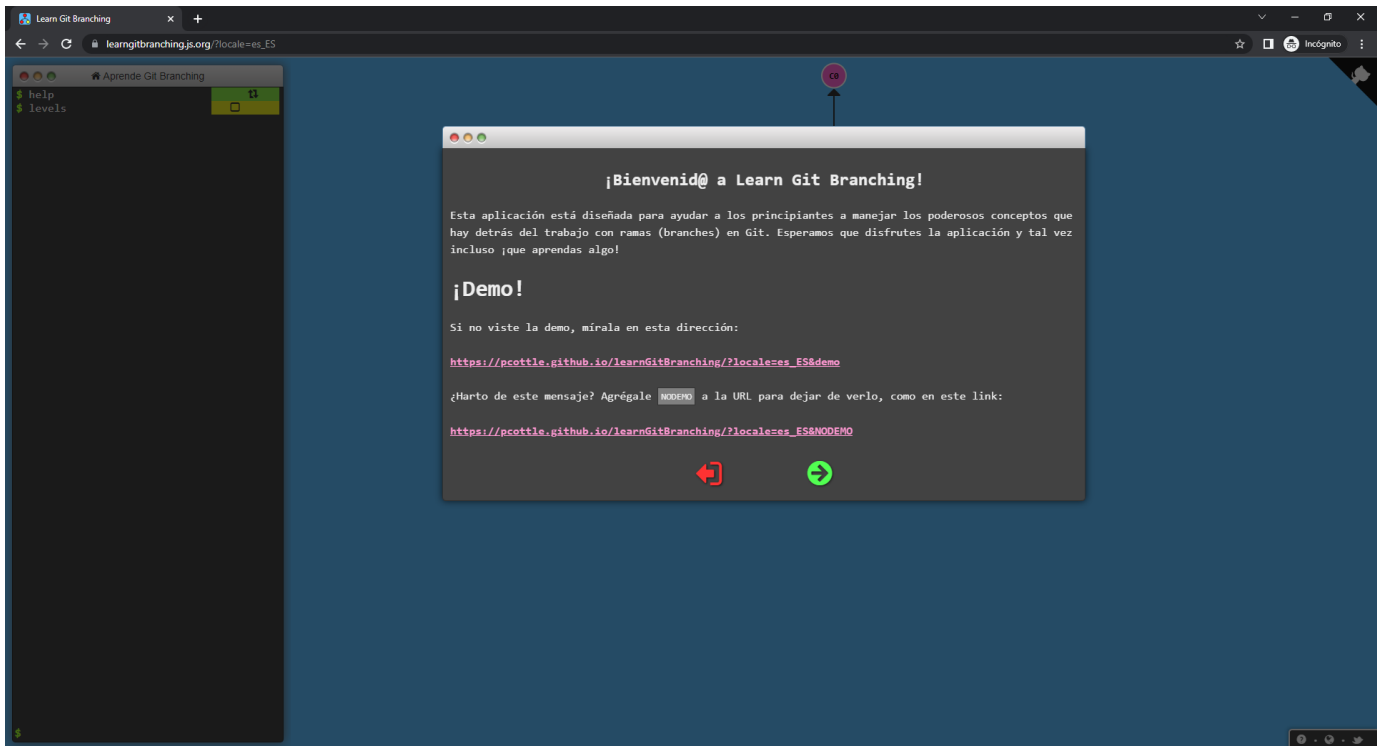 Learn Git Branching
learngitbranching.js.org/?locale=es_ES
Incógnito
Aprende Git Branching
$ help
$ levels
C0
¡Bienvenid@ a Learn Git Branching!
Esta aplicación está diseñada para ayudar a los principiantes a manejar los poderosos conceptos que
hay detrás del trabajo con ramas (branches) en Git. Esperamos que disfrutes la aplicación y tal vez
incluso ¡que aprendas algo!
¡Demo!
Si no viste la demo, mírala en esta dirección:
https://pcottle.github.io/learnGitBranching/?locale=es_ES&demo
¿Harto de este mensaje? Agrégale NODEMO a la URL para dejar de verlo, como en este link:
https://pcottle.github.io/learnGitBranching/?locale=es_ES&NODEMO
$